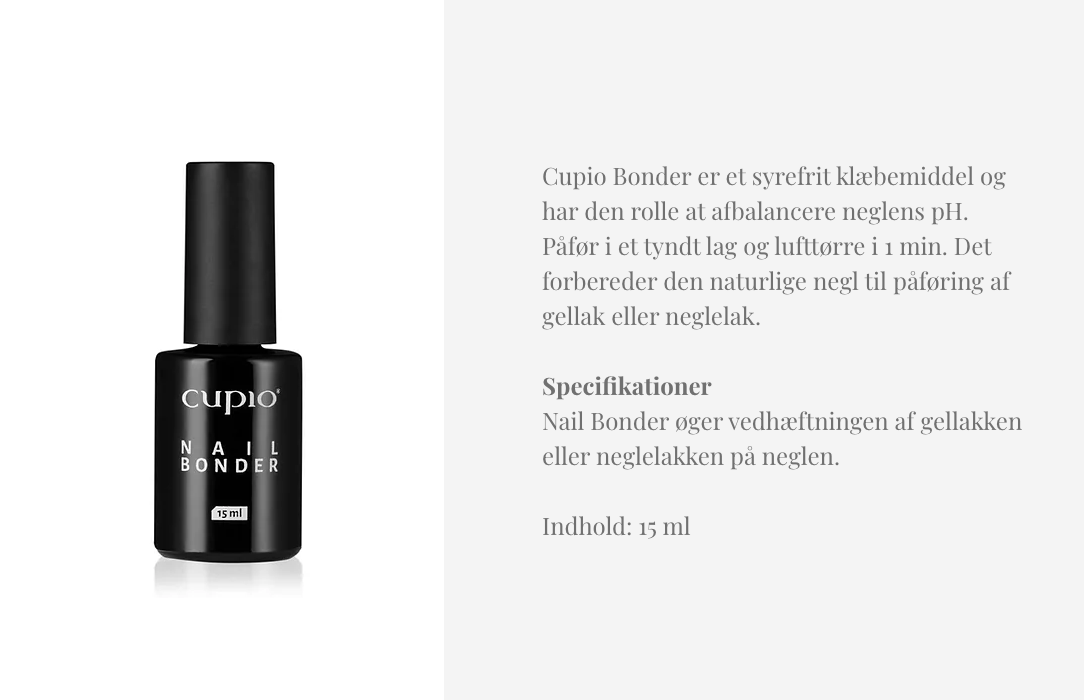 cupio
NAIL
BONDER
15 ml
Cupio Bonder er et syrefrit klæbemiddel og
har den rolle at afbalancere neglens pH.
Påfør i et tyndt lag og lufttørre i 1 min. Det
forbereder den naturlige negl til påføring af
gellak eller neglelak.
Specifikationer
Nail Bonder øger vedhæftningen af gellakken
eller neglelakken på neglen.
Indhold: 15 ml